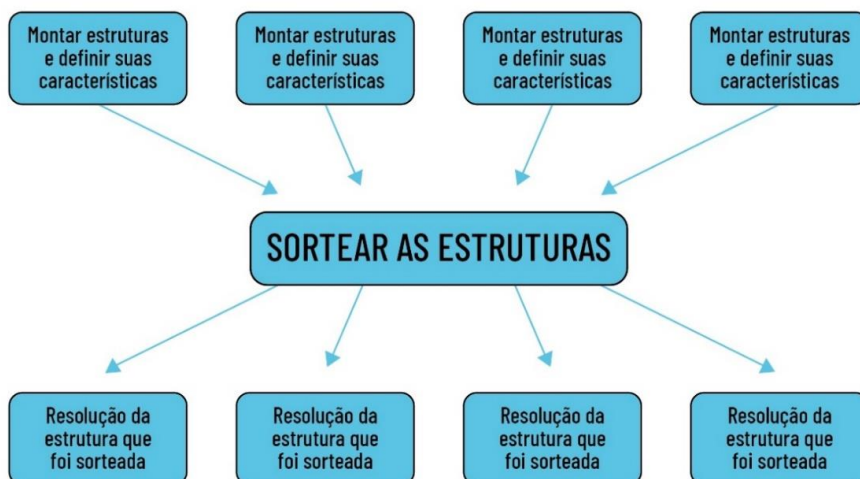 Montar estruturas
e definir suas
características
Montar estruturas
e definir suas
características
Montar estruturas
e definir suas
características
Montar estruturas
e definir suas
características
SORTEAR AS ESTRUTURAS
Resolução da
estrutura que
foi sorteada
Resolução da
estrutura que
foi sorteada
Resolução da
estrutura que
foi sorteada
Resolução da
estrutura que
foi sorteada